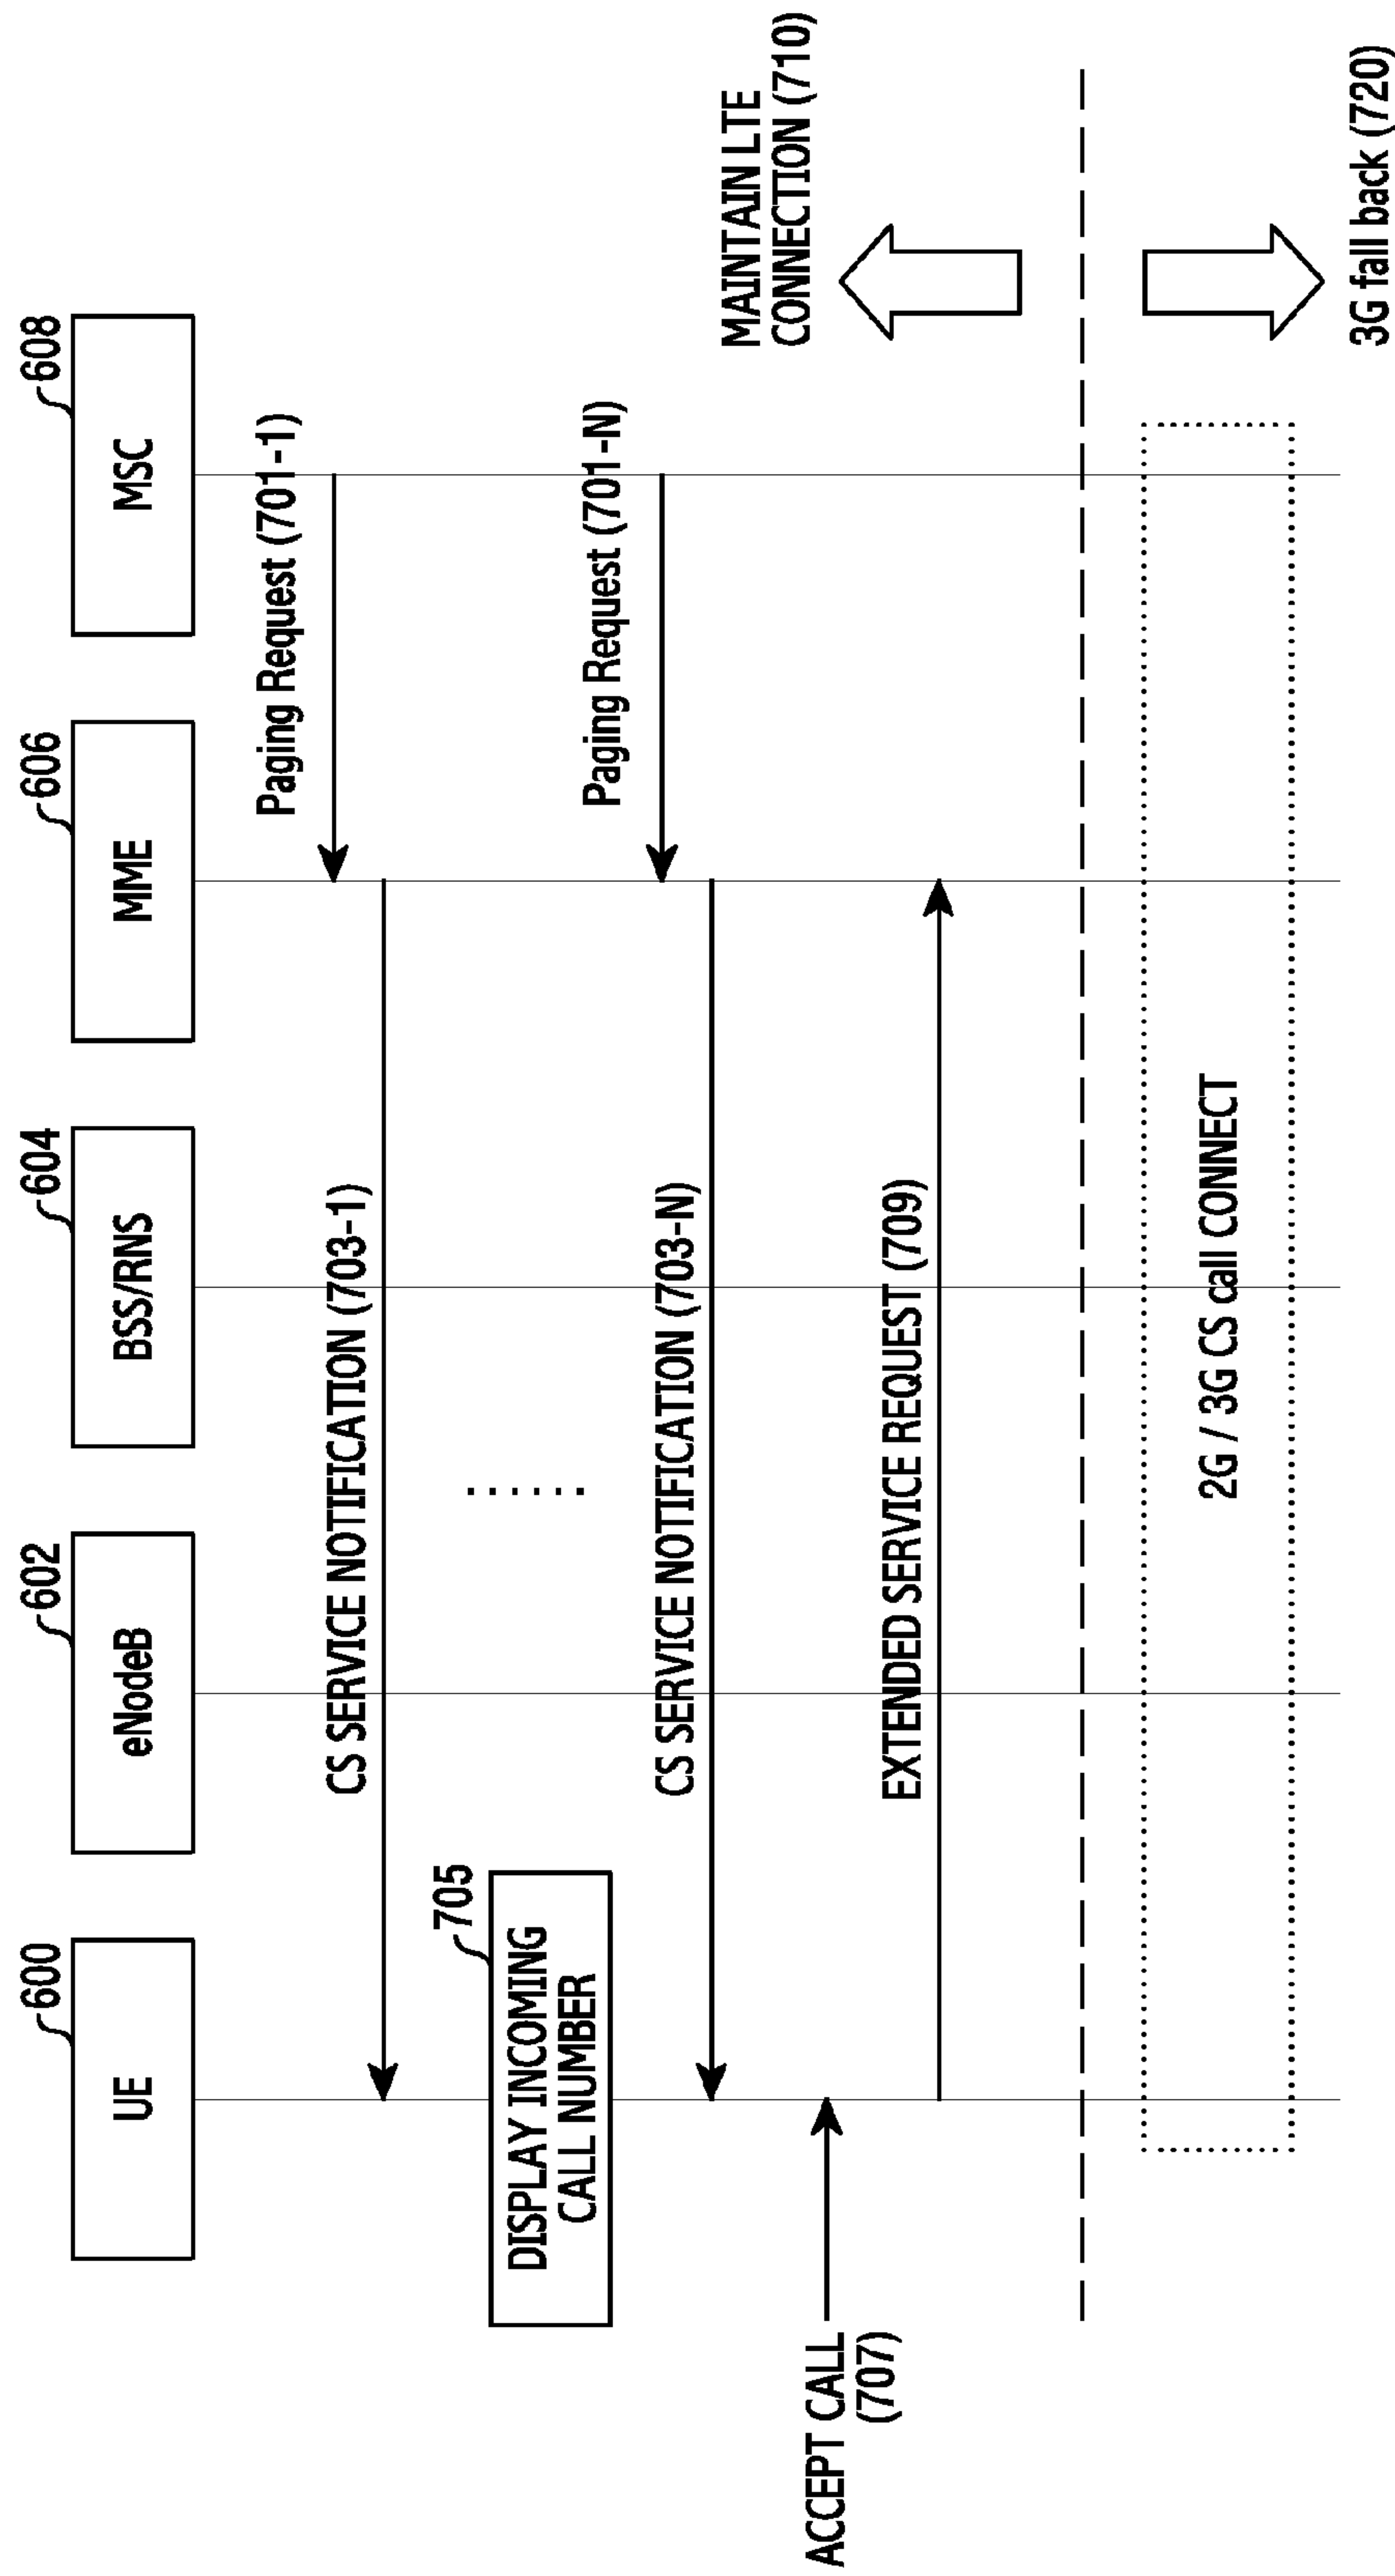 600
602
604
606
608
UE
eNodeB
BSS/RNS
MME
MSC
Paging Request (701-1)
CS SERVICE NOTIFICATION (703-1)
705
DISPLAY INCOMING
CALL NUMBER
......
Paging Request (701-N)
CS SERVICE NOTIFICATION (703-N)
MAINTAIN LTE
CONNECTION (710)
ACCEPT CALL
(707)
EXTENDED SERVICE REQUEST (709)
2G / 3G CS call CONNECT
3G fall back (720)